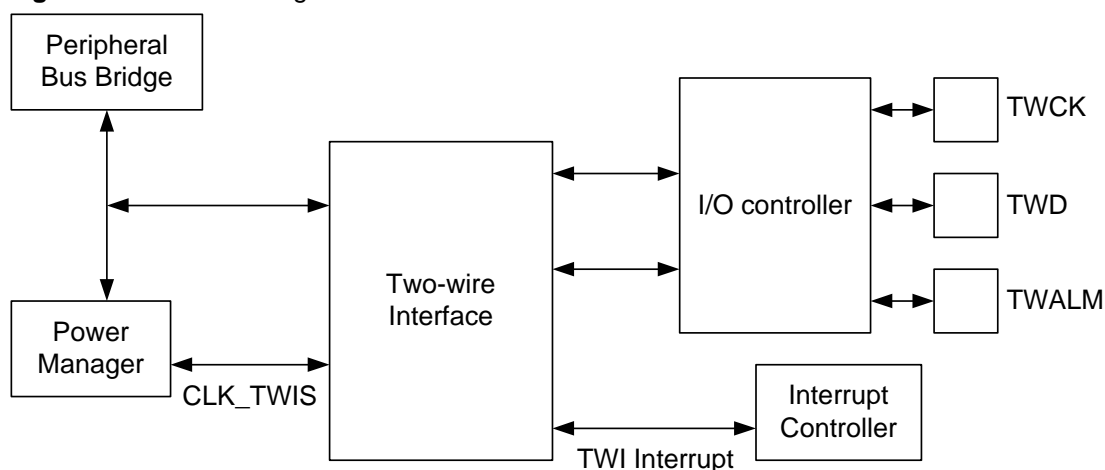 Peripheral
Bus Bridge
TWCK
I/O controller
TWD
Two-wire
Interface
TWALM
Power
Manager
CLK_TWIS
Interrupt
Controller
TWI Interrupt